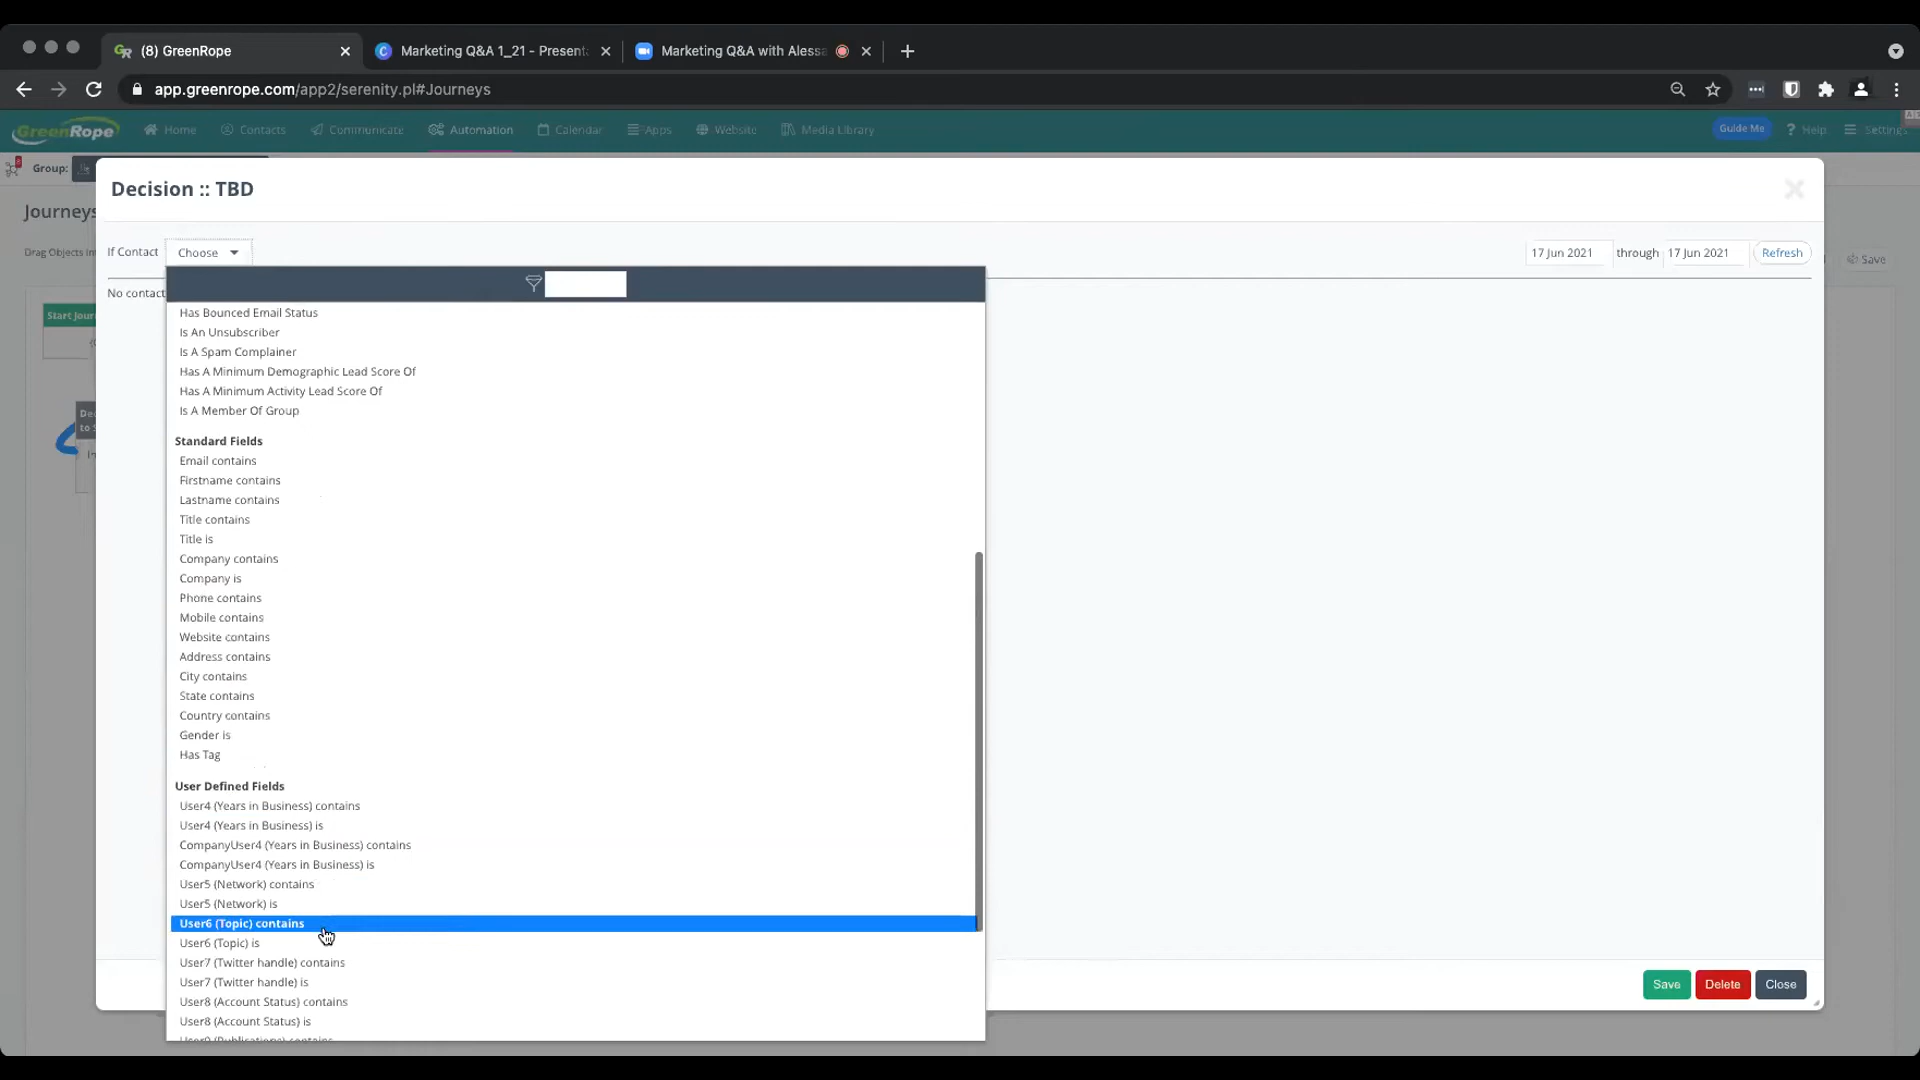 (8) GreenRope
Marketing Q&A 1_21 - Present
Marketing Q&A with Alessa
app.greenrope.com/app2/serenity.pl#Journeys
GreenRope
Home
Contacts
Communicate
Automation
Calendar
Apps
Website
Media Library
Guide Me
? Help
Settings
Group:
Decision :: TBD
Journeys
Drag Objects in
If Contact
Choose
17 Jun 2021
through
17 Jun 2021
Refresh
Save
No contact
Start Jour
Dec
to S
Has Bounced Email Status
Is An Unsubscriber
Is A Spam Complainer
Has A Minimum Demographic Lead Score Of
Has A Minimum Activity Lead Score Of
Is A Member Of Group
Standard Fields
Email contains
Firstname contains
Lastname contains
Title contains
Title is
Company contains
Company is
Phone contains
Mobile contains
Website contains
Address contains
City contains
State contains
Country contains
Gender is
Has Tag
User Defined Fields
User4 (Years in Business) contains
User4 (Years in Business) is
CompanyUser4 (Years in Business) contains
CompanyUser4 (Years in Business) is
User5 (Network) contains
User5 (Network) is
User6 (Topic) contains
User6 (Topic) is
User7 (Twitter handle) contains
User7 (Twitter handle) is
User8 (Account Status) contains
User8 (Account Status) is
User9 (Publications) contains
Save
Delete
Close